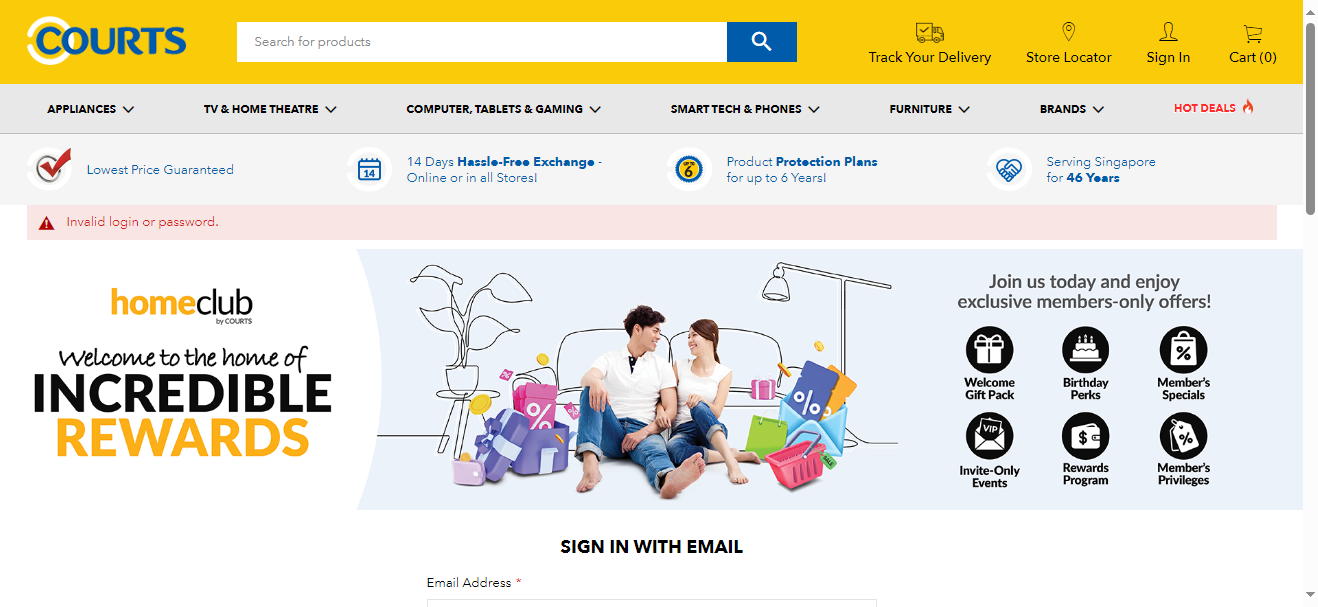 COURTS
Search for products
Track Your Delivery
Store Locator
Sign In
Cart (0)
APPLIANCES
TV & HOME THEATRE
COMPUTER, TABLETS & GAMING
SMART TECH & PHONES
FURNITURE
BRANDS
HOT DEALS
Lowest Price Guaranteed
14
14 Days Hassle-Free Exchange -
Online or in all Stores!
UP TO
6
Product Protection Plans
for up to 6 Years!
Serving Singapore
for 46 Years
Invalid login or password.
homeclub
by COURTS
Welcome to the home of
INCREDIBLE
REWARDS
%
%
%
%
SALE
Join us today and enjoy
exclusive members-only offers!
Welcome
Gift Pack
Birthday
Perks
%
Member's
Specials
VIP
Invite-Only
Events
$
Rewards
Program
%
Member's
Privileges
SIGN IN WITH EMAIL
Email Address *